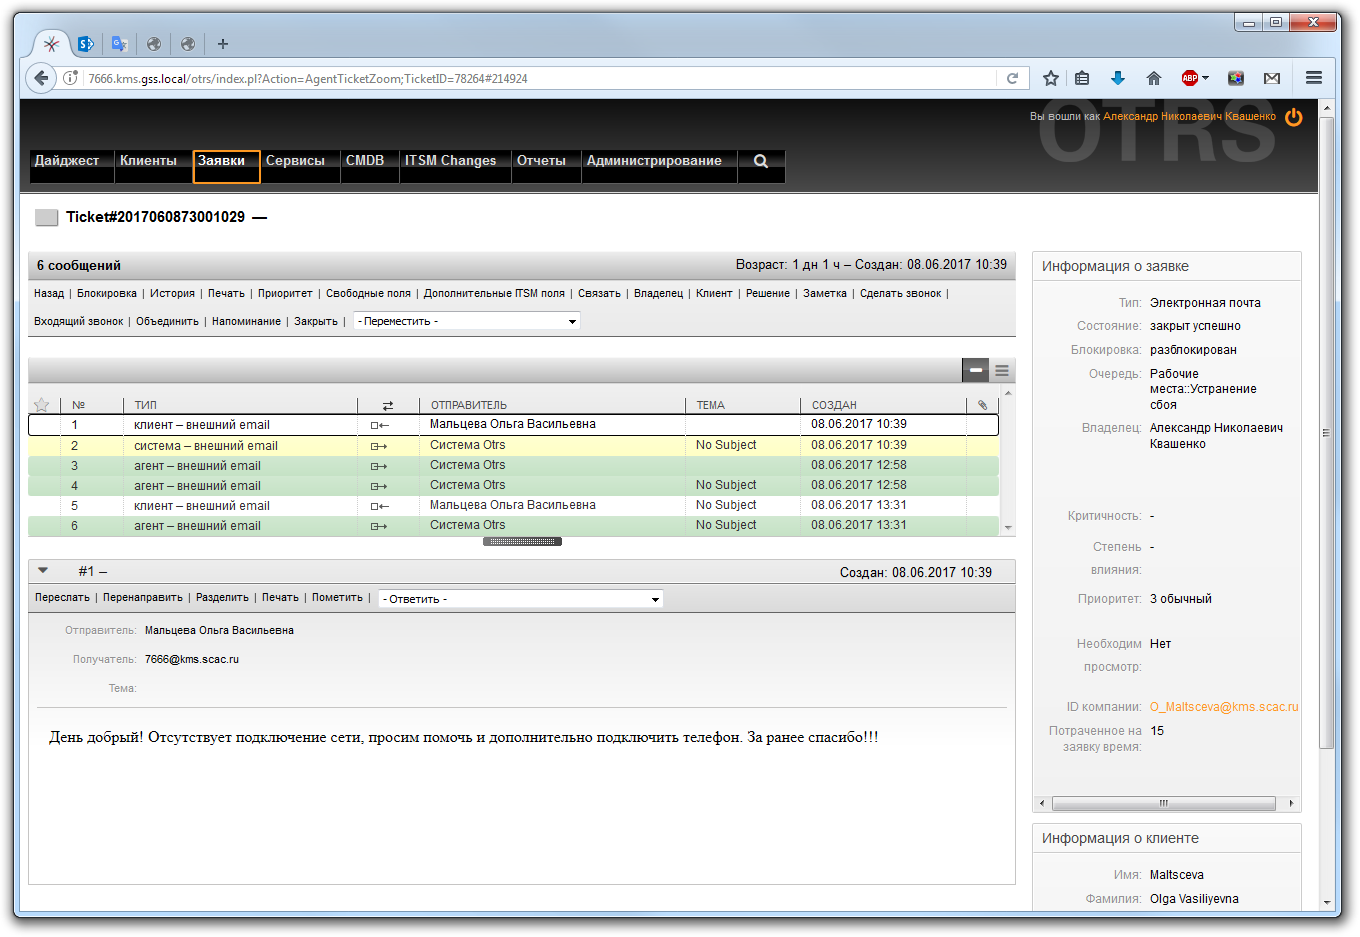 7666.kms.gss.local/otrs/index.pl?Action=AgentTicketZoom;TicketID=78264#214924
ABP
OTRS
Вы вошли как Александр Николаевич Квашенко
Дайджест Клиенты Заявки Сервисы CMDB ITSM Changes Отчеты Администрирование
Ticket#2017060873001029 —
6 сообщений
Возраст: 1 дн 1 ч – Создан: 08.06.2017 10:39
Назад | Блокировка | История | Печать | Приоритет | Свободные поля | Дополнительные ITSM поля | Связать | Владелец | Клиент | Решение | Заметка | Сделать звонок |
Входящий звонок | Объединить | Напоминание | Закрыть | - Переместить -
№ ТИП ОТПРАВИТЕЛЬ ТЕМА СОЗДАН
1 клиент – внешний email Мальцева Ольга Васильевна 08.06.2017 10:39
2 система – внешний email Система Otrs No Subject 08.06.2017 10:39
3 агент – внешний email Система Otrs 08.06.2017 12:58
4 агент – внешний email Система Otrs No Subject 08.06.2017 12:58
5 клиент – внешний email Мальцева Ольга Васильевна No Subject 08.06.2017 13:31
6 агент – внешний email Система Otrs No Subject 08.06.2017 13:31
#1 –
Создан: 08.06.2017 10:39
Переслать | Перенаправить | Разделить | Печать | Пометить | - Ответить -
Отправитель: Мальцева Ольга Васильевна
Получатель: 7666@kms.scac.ru
Тема:
День добрый! Отсутствует подключение сети, просим помочь и дополнительно подключить телефон. За ранее спасибо!!!
Информация о заявке
Тип: Электронная почта
Состояние: закрыт успешно
Блокировка: разблокирован
Очередь: Рабочие
места::Устранение
сбоя
Владелец: Александр Николаевич
Квашенко
Критичность: -
Степень -
влияния:
Приоритет: 3 обычный
Необходим Нет
просмотр:
ID компании: O_Maltsceva@kms.scac.ru
Потраченное на 15
заявку время:
Информация о клиенте
Имя: Maltsceva
Фамилия: Olga Vasiliyevna